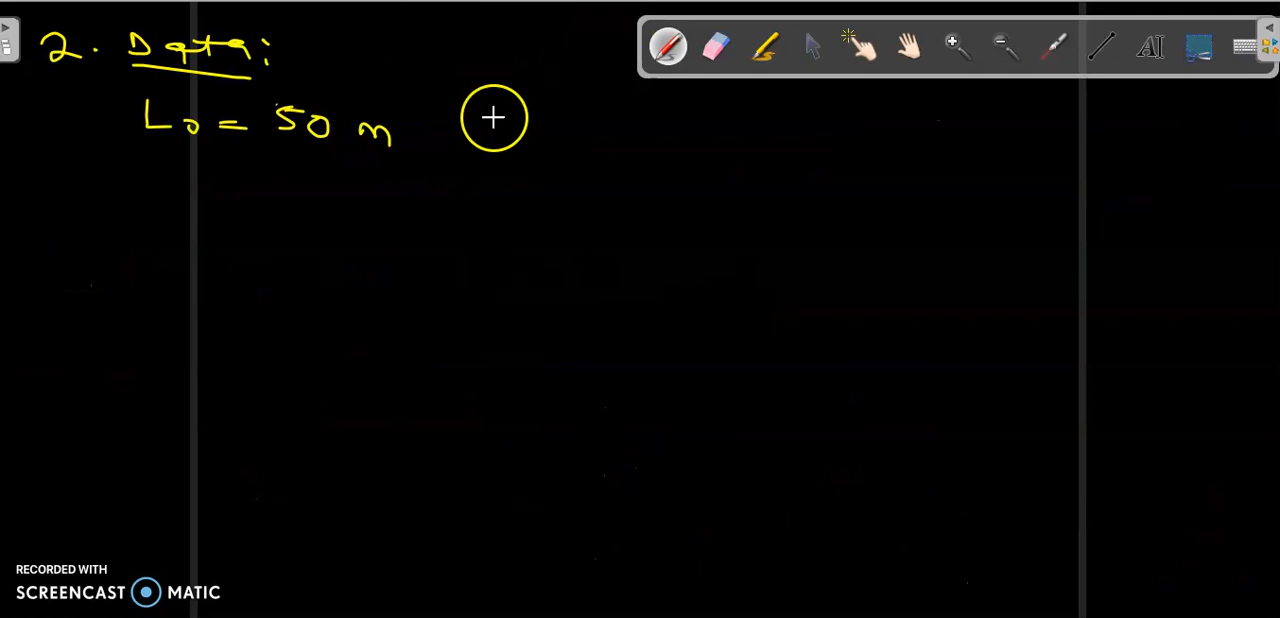 2. Data:
L0 = 50 m
RECORDED WITH
SCREENCAST MATIC